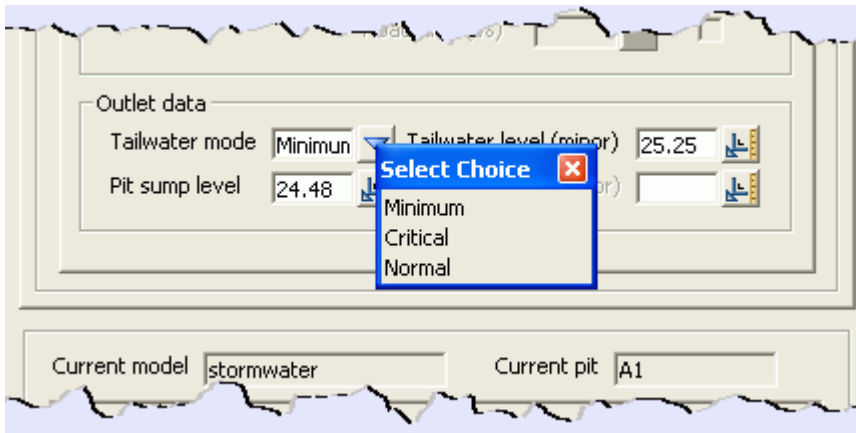 Outlet data
Tailwater mode Minimun Tailwater level (minor) 25.25
Pit sump level 24.48
Select Choice
Minimum
Critical
Normal
Current model stormwater Current pit A1